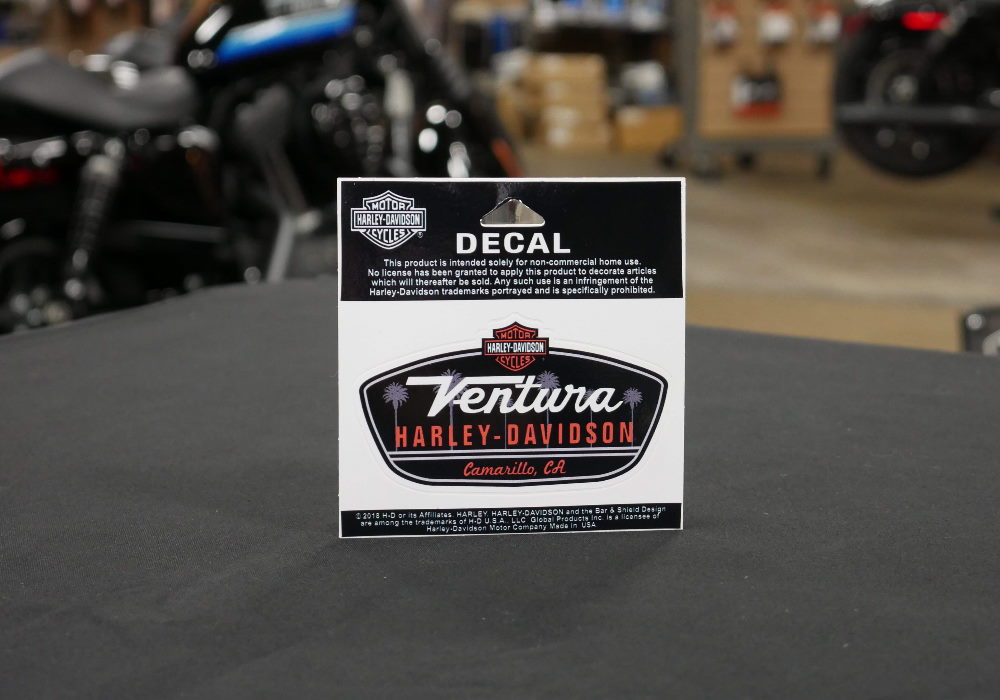 MOTOR
HARLEY-DAVIDSON
CYCLES
®
DECAL
This product is intended solely for non-commercial home use.
No license has been granted to apply this product to decorate articles
which will thereafter be sold. Any such use is an infringement of the
Harley-Davidson trademarks portrayed and is specifically prohibited.
MOTOR
HARLEY-DAVIDSON
CYCLES
Ventura
HARLEY-DAVIDSON
Camarillo, CA
©2018 H-D or its Affiliates. HARLEY, HARLEY-DAVIDSON and the Bar & Shield Design
are among the trademarks of H-D U.S.A., LLC. Global Products Inc. is a licensee of
Harley-Davidson Motor Company Made in USA